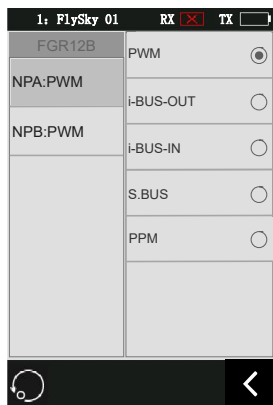 1: FlySky 01 RX TX
FGR12B
NPA:PWM
NPB:PWM
PWM
i-BUS-OUT
i-BUS-IN
S.BUS
PPM